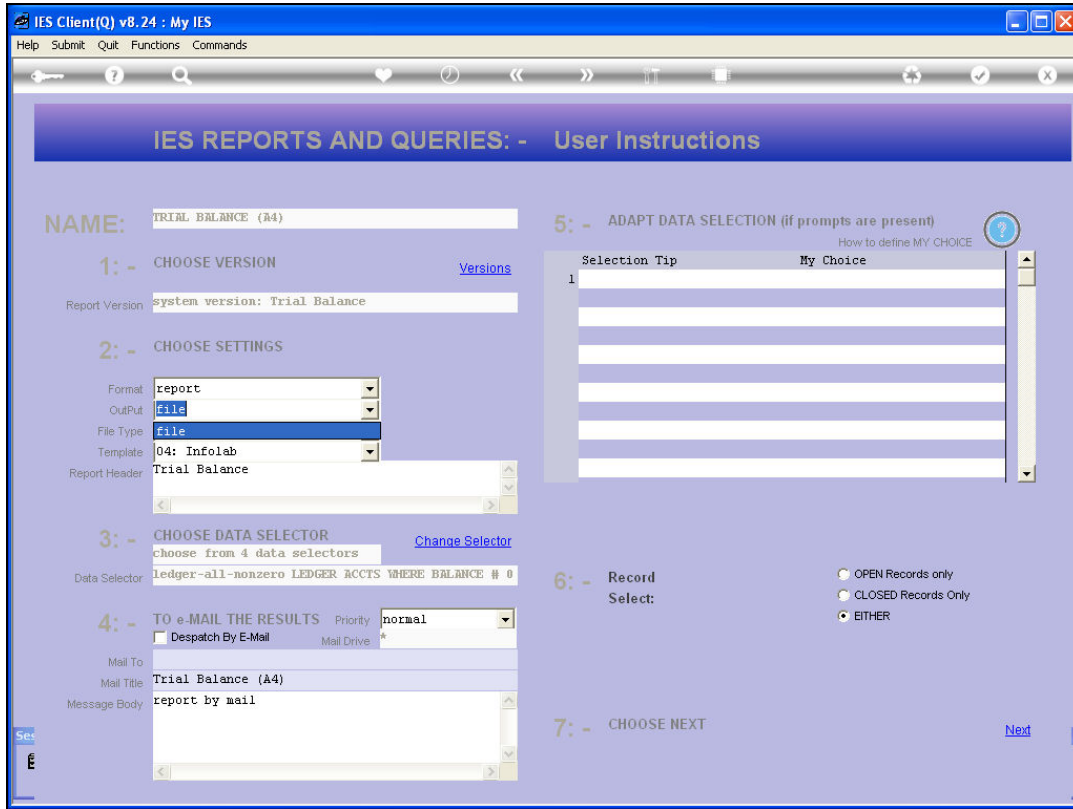 IES Client(Q) v8.24 : My IES
Help Submit Quit Functions Commands
IES REPORTS AND QUERIES: - User Instructions
NAME: TRIAL BALANCE (A4)
1: - CHOOSE VERSION Versions
Report Version system version: Trial Balance
2: - CHOOSE SETTINGS
Format report
OutPut file
File Type file
Template 04: Infolab
Report Header Trial Balance
3: - CHOOSE DATA SELECTOR Change Selector
choose from 4 data selectors
Data Selector ledger-all-nonzero LEDGER ACCTS WHERE BALANCE # 0
4: - TO e-MAIL THE RESULTS Priority normal
Despatch By E-Mail Mail Drive *
Mail To
Mail Title Trial Balance (A4)
Message Body report by mail
5: - ADAPT DATA SELECTION (if prompts are present)
How to define MY CHOICE ?
Selection Tip My Choice
1
6: - Record Select:
OPEN Records only
CLOSED Records Only
EITHER
7: - CHOOSE NEXT Next
Ses